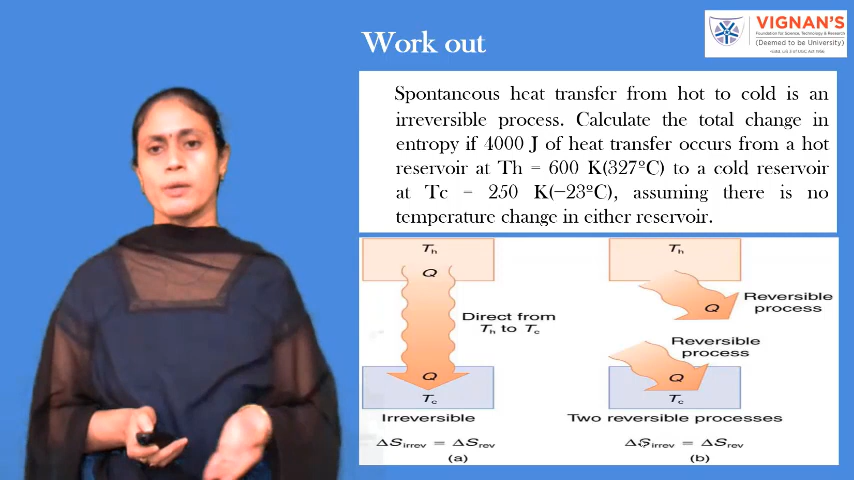 Work out
VIGNAN'S
Foundation for Science, Technology & Research
(Deemed to be University)
Spontaneous heat transfer from hot to cold is an
irreversible process. Calculate the total change in
entropy if 4000 J of heat transfer occurs from a hot
reservoir at Th = 600 K(327ºC) to a cold reservoir
at Tc = 250 K(−23ºC), assuming there is no
temperature change in either reservoir.
Th
Q
Direct from
Th to Tc
Q
Tc
Irreversible
ΔSirrev = ΔSrev
(a)
Th
Q
Reversible
process
Reversible
process
Q
Tc
Two reversible processes
ΔSirrev = ΔSrev
(b)